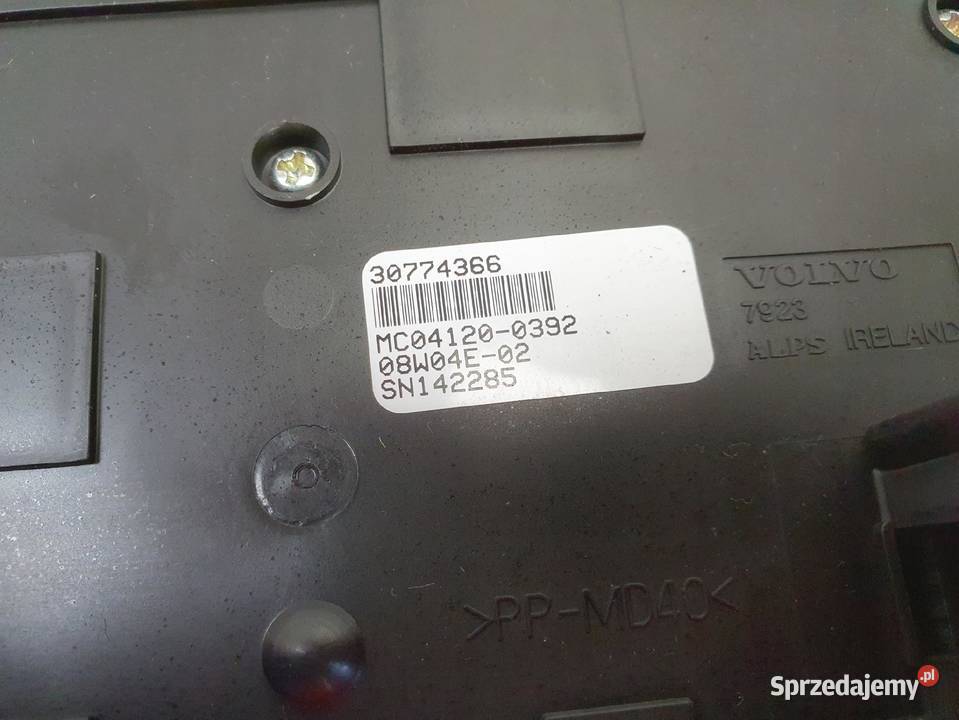 30774366
MC04120-0392
08W04E-02
SN142285
VOLVO
7923
ALPS IRELAND
>PP-MD40<
Sprzedajemy.pl